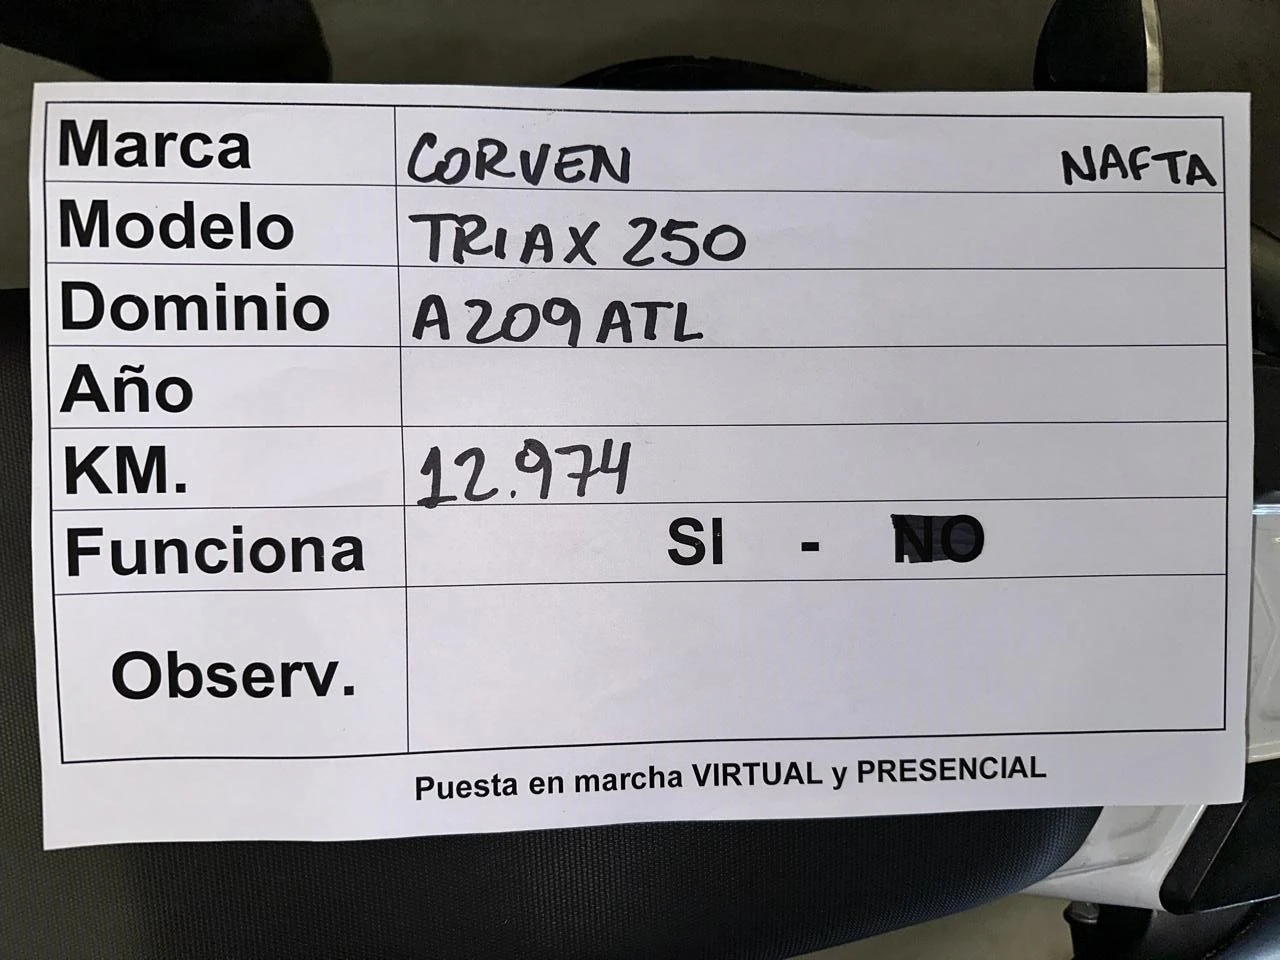 Marca CORVEN NAFTA
Modelo TRIAX 250
Dominio A209ATL
Año
KM. 12.974
Funciona SI - NO
Observ.
Puesta en marcha VIRTUAL y PRESENCIAL